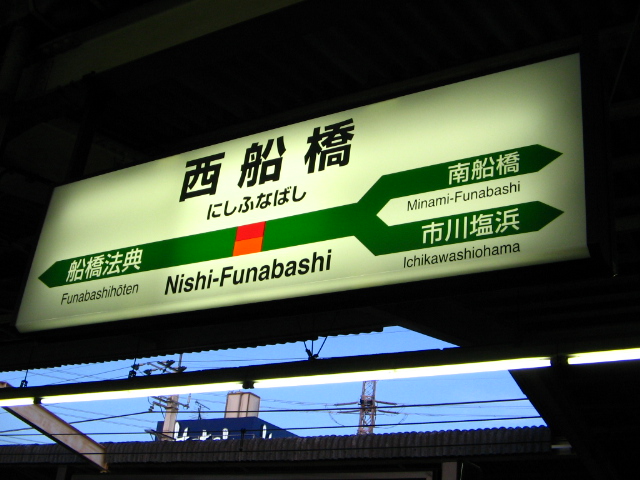 西船橋
にしふなばし
南船橋
Minami-Funabashi
市川塩浜
Ichikawashiohama
船橋法典
Funabashihōten
Nishi-Funabashi